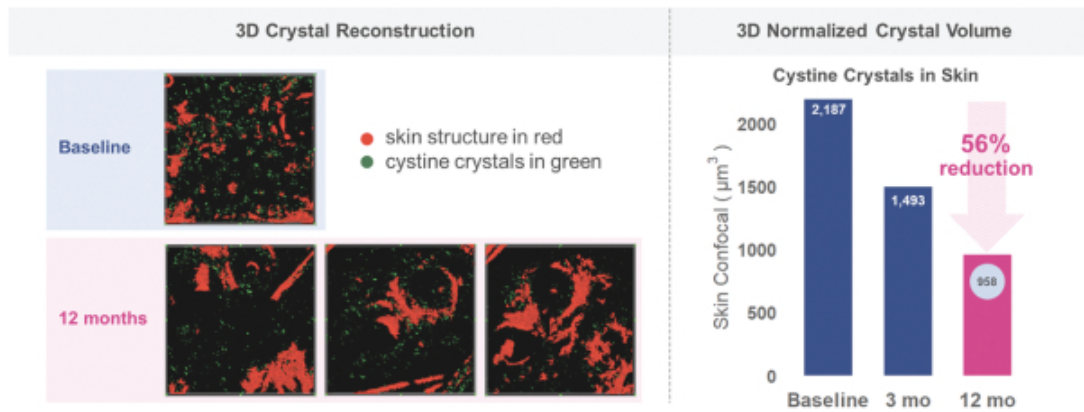 3D Crystal Reconstruction
Baseline
skin structure in red
cystine crystals in green
12 months
3D Normalized Crystal Volume
Cystine Crystals in Skin
Skin Confocal ( µm³ )
2000
1500
1000
500
0
2,187
1,493
958
56%
reduction
Baseline 3 mo 12 mo